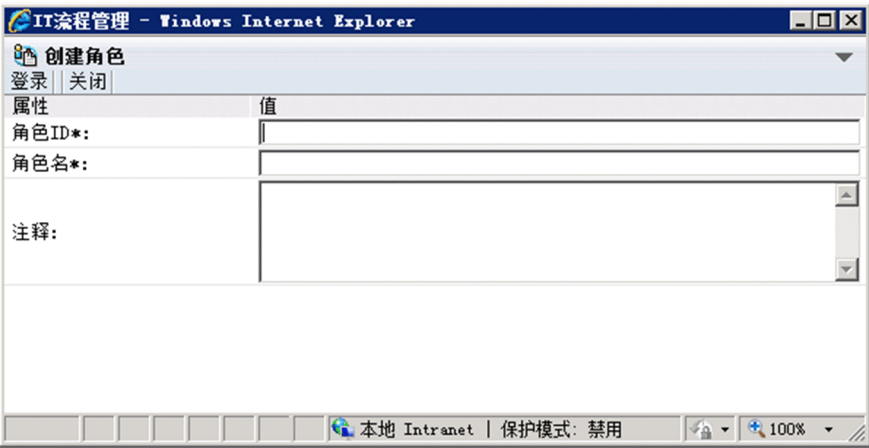 IT流程管理 - Windows Internet Explorer
创建角色
登录 关闭
属性 值
角色ID*:
角色名*:
注释:
本地 Intranet | 保护模式: 禁用 100%